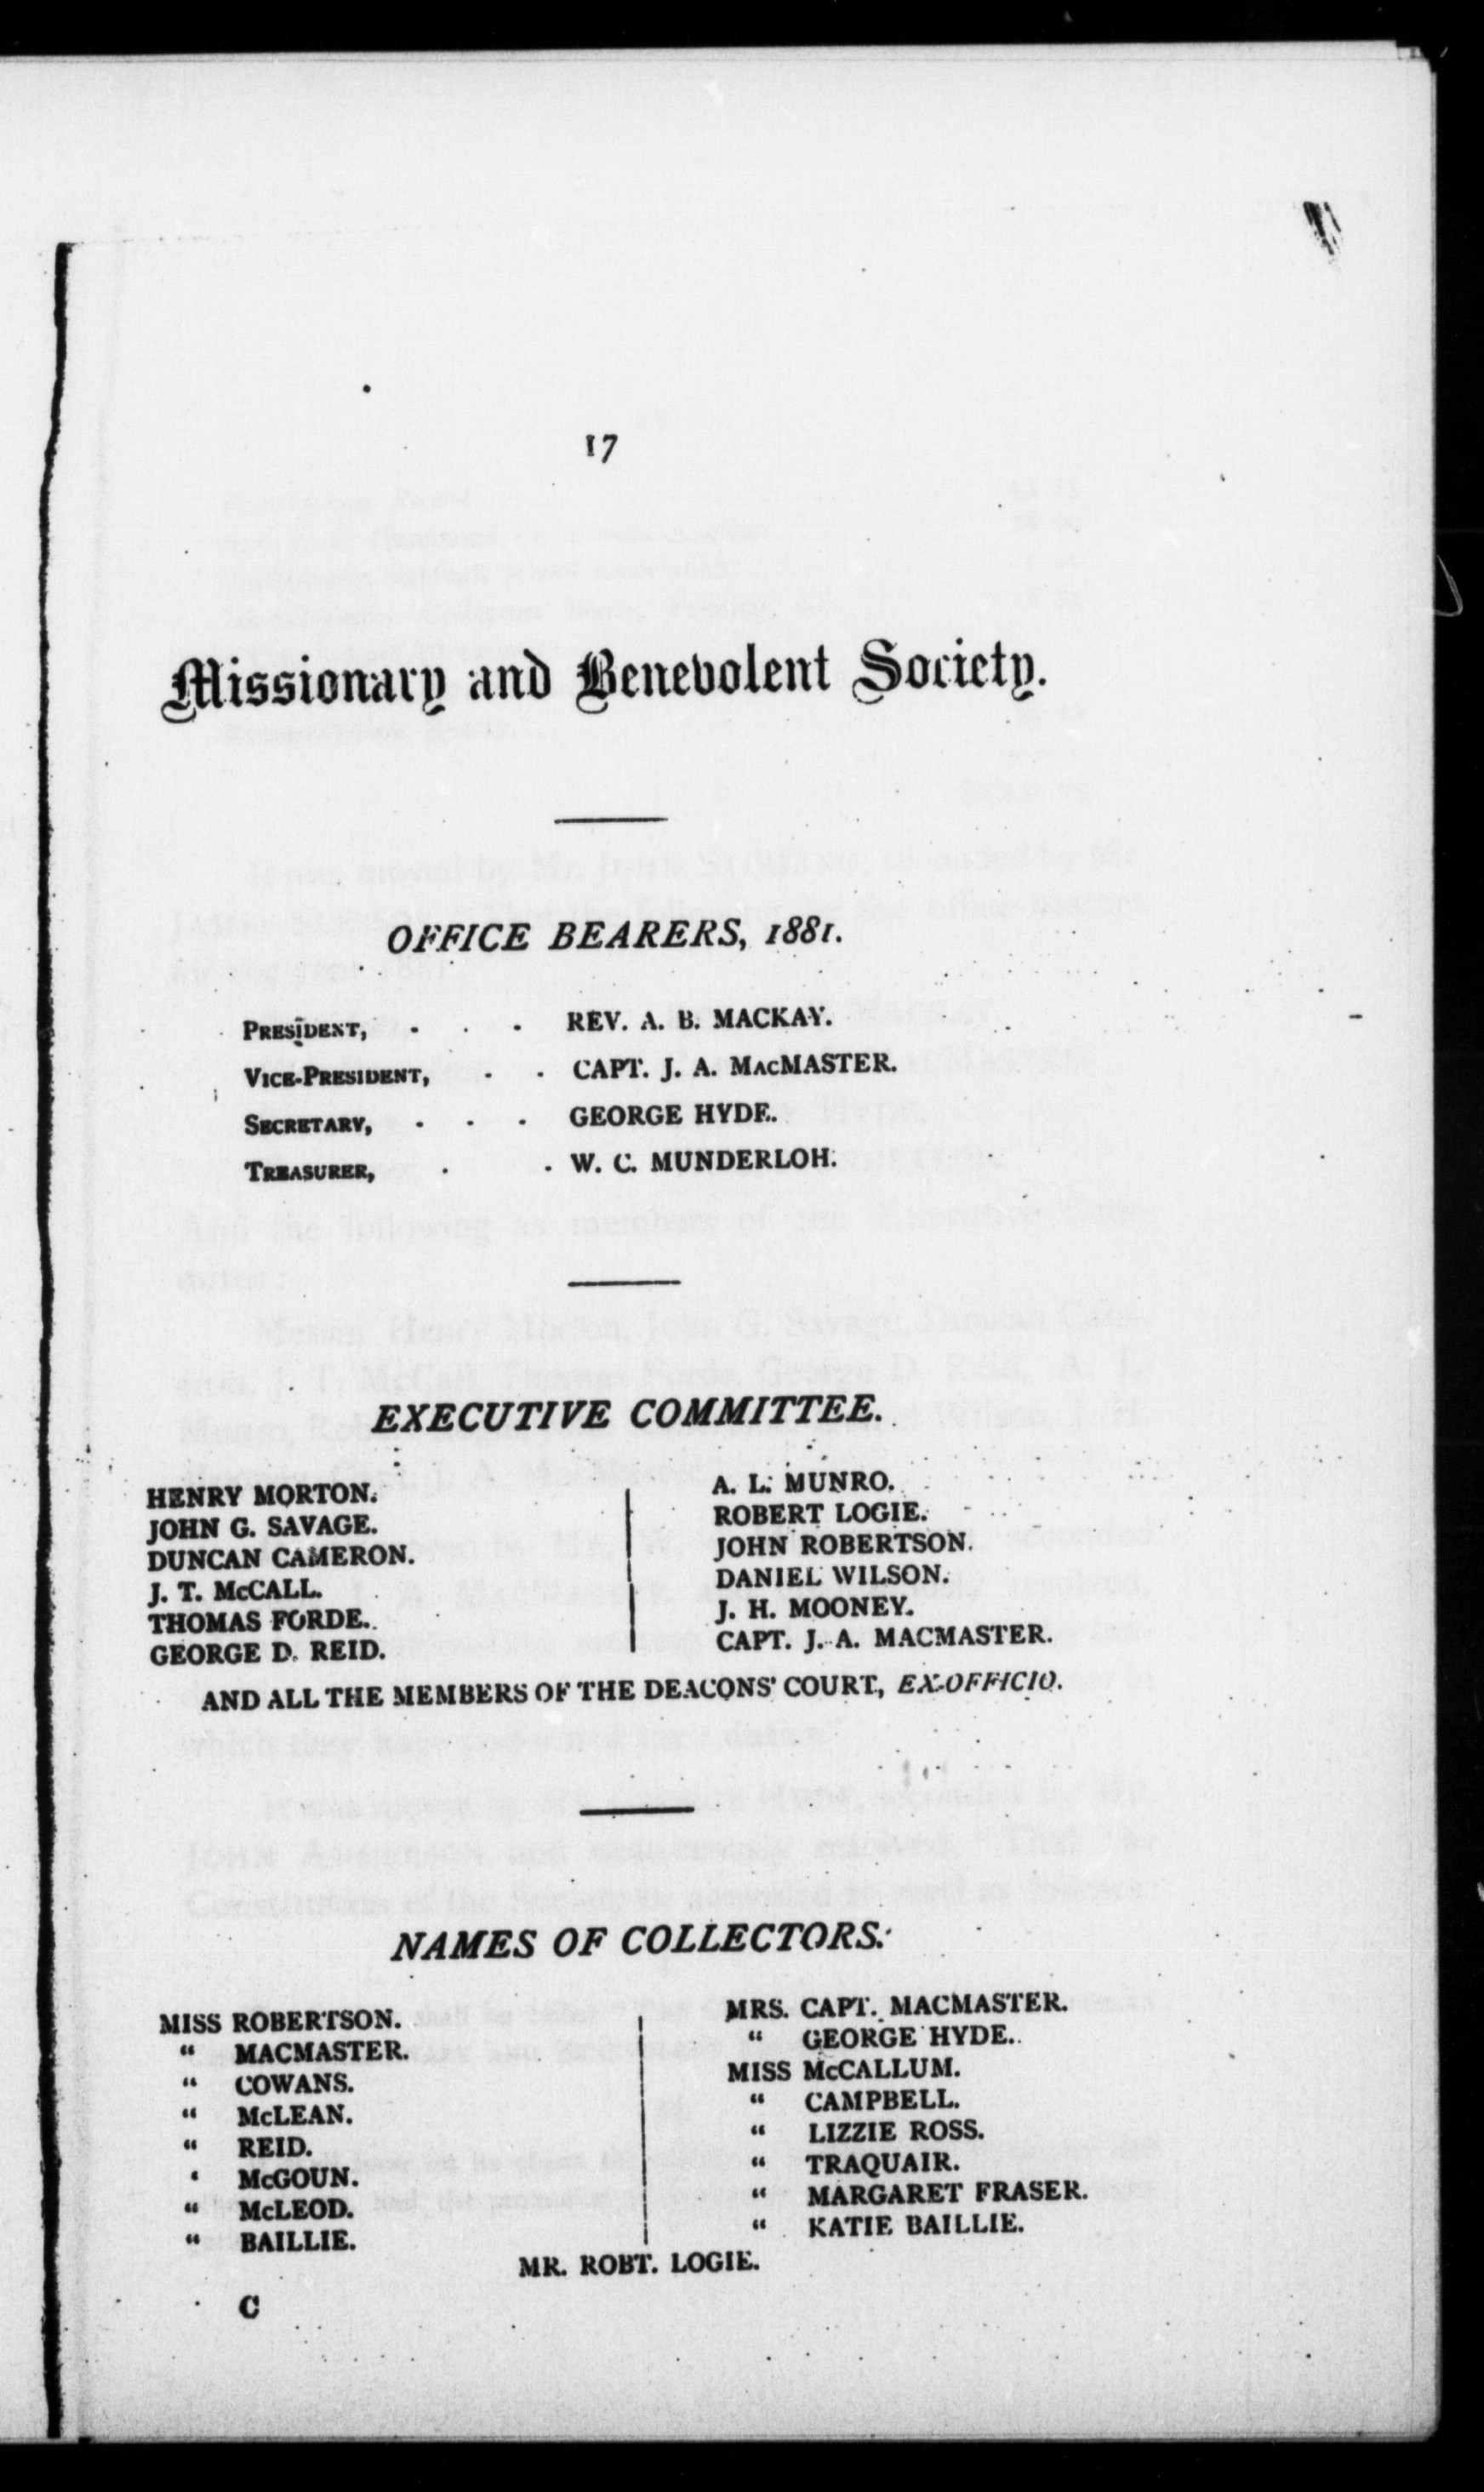 17
Missionary and Benevolent Society.
OFFICE BEARERS, 1881.
PRESIDENT, - - - REV. A. B. MACKAY.
VICE-PRESIDENT, - - CAPT. J. A. MACMASTER.
SECRETARY, - - - GEORGE HYDE.
TREASURER, - - W. C. MUNDERLOH.
EXECUTIVE COMMITTEE.
HENRY MORTON.
JOHN G. SAVAGE.
DUNCAN CAMERON.
J. T. McCALL.
THOMAS FORDE.
GEORGE D. REID.
A. L. MUNRO.
ROBERT LOGIE.
JOHN ROBERTSON.
DANIEL WILSON.
J. H. MOONEY.
CAPT. J. A. MACMASTER.
AND ALL THE MEMBERS OF THE DEACONS' COURT, EX-OFFICIO.
NAMES OF COLLECTORS.
MISS ROBERTSON.
“ MACMASTER.
“ COWANS.
“ McLEAN.
“ REID.
‘ McGOUN.
“ McLEOD.
“ BAILLIE.
MRS. CAPT. MACMASTER.
“ GEORGE HYDE.
MISS McCALLUM.
“ CAMPBELL.
“ LIZZIE ROSS.
“ TRAQUAIR.
“ MARGARET FRASER.
“ KATIE BAILLIE.
MR. ROBT. LOGIE.
C